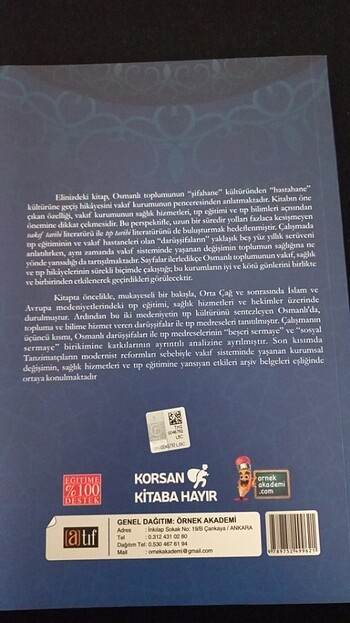 Elinizdeki kitap, Osmanlı toplumunun "şifahane" kültüründen "hastahane"
kültürüne geçiş hikâyesini vakıf kurumunun penceresinden anlatmaktadır. Kitabın öne
çıkan özelliği, vakıf kurumunun sağlık hizmetleri, tıp eğitimi ve tıp bilimleri açısından
önemine dikkat çekmesidir. Bu perspektifle, uzun bir süredir yolları fazlaca kesişmeyen
vakıf tarihi literatürü ile tıp tarihi literatürünü de buluşturmak hedeflenmiştir. Çalışmada
tıp eğitiminin ve vakıf hastaneleri olan "darüşşifaların" yaklaşık beş yüz yıllık serüveni
anlatılırken, aynı zamanda vakıf sisteminde yaşanan değişimin toplumun sağlığına ne
yönde yansıdığı da tartışılmaktadır. Sayfalar ilerledikçe Osmanlı toplumunun vakıf, sağlık
ve tıp hikâyelerinin sürekli biçimde çakıştığı; bu kurumların iyi ve kötü günlerini birlikte
ve birbirinden etkilenerek geçirdikleri görülecektir.
Kitapta öncelikle, mukayeseli bir bakışla, Orta Çağ ve sonrasında İslam ve
Avrupa medeniyetlerindeki tıp eğitimi, sağlık hizmetleri ve hekimler üzerinde
durulmuştur. Ardından bu iki medeniyetin tıp kültürünü sentezleyen Osmanlı'da,
topluma ve bilime hizmet veren darüşşifalar ile tıp medreseleri tanıtılmıştır. Çalışmanın
üçüncü kısmı, Osmanlı darüşşifaları ile tıp medreselerinin "beşeri sermaye" ve "sosyal
sermaye" birikimine katkılarının ayrıntılı analizine ayrılmıştır. Son kısımda
Tanzimatçıların modernist reformları sebebiyle vakıf sisteminde yaşanan kurumsal
değişimin, sağlık hizmetleri ve tıp eğitimine yansıyan etkileri arşiv belgeleri eşliğinde
ortaya konulmaktadır
EĞİTİME
%100
DESTEK
KORSAN
KİTABA HAYIR
örnek
akademi
.com
[a]tıf
GENEL DAĞITIM: ÖRNEK AKADEMİ
Adres : İnkılap Sokak No: 19/B Çankaya / ANKARA
Tel : 0.312 431 02 80
Dağıtım Tel: 0.530 467 61 94
Mail : ornekakademi@gmail.com
9 789752 499621